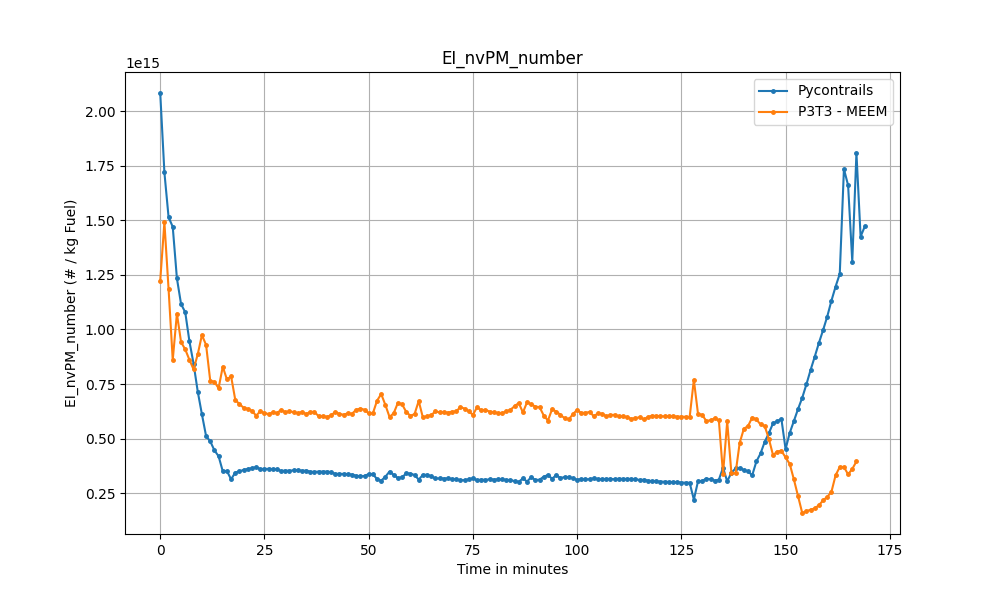 EI_nvPM_number
1e15
Pycontrails
P3T3 - MEEM
EI_nvPM_number (# / kg Fuel)
2.00
1.75
1.50
1.25
1.00
0.75
0.50
0.25
0 25 50 75 100 125 150 175
Time in minutes